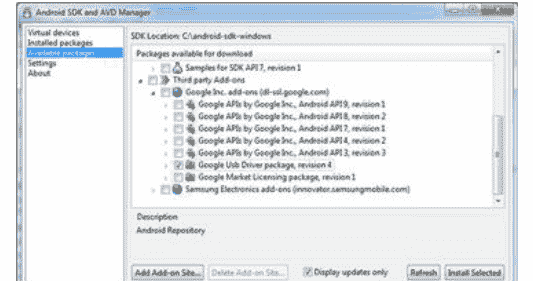 Android SDK and AVD Manager
Virtual devices
Installed packages
Available packages
Settings
About
SDK Location: C:\android-sdk-windows
Packages available for download
Samples for SDK API 7, revision 1
Third party Add-ons
Google Inc. add-ons (dl-ssl.google.com)
Google APIs by Google Inc., Android API 9, revision 1
Google APIs by Google Inc., Android API 8, revision 2
Google APIs by Google Inc., Android API 7, revision 1
Google APIs by Google Inc., Android API 4, revision 2
Google APIs by Google Inc., Android API 3, revision 3
Google Usb Driver package, revision 4
Google Market Licensing package, revision 1
Samsung Electronics add-ons (innovator.samsungmobile.com)
Description
Android Repository
Add Add-on Site...
Delete Add-on Site...
Display updates only
Refresh
Install Selected